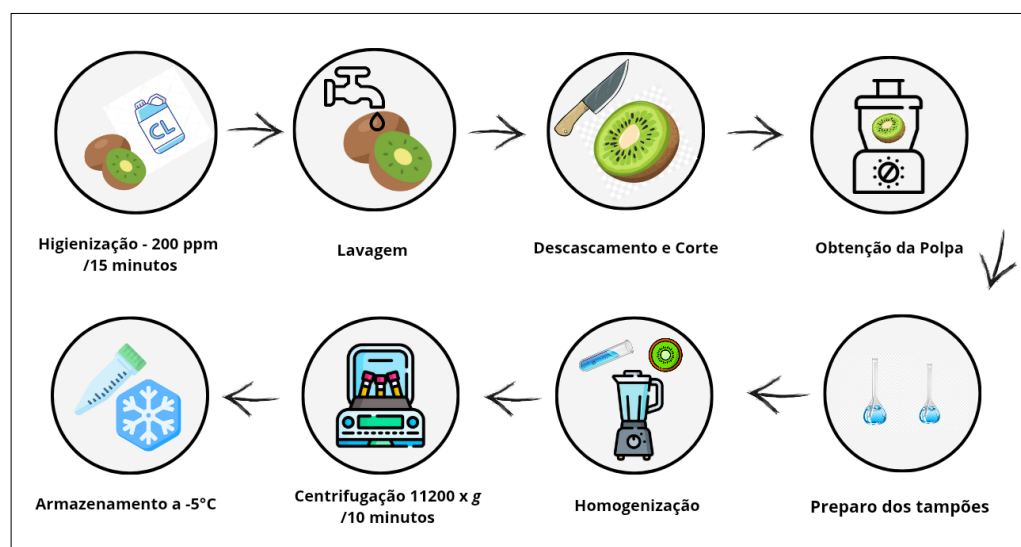 CL
Higienização - 200 ppm
/15 minutos
Lavagem
Descascamento e Corte
Obtenção da Polpa
Armazenamento a -5°C
Centrifugação 11200 x g
/10 minutos
Homogenização
Preparo dos tampões